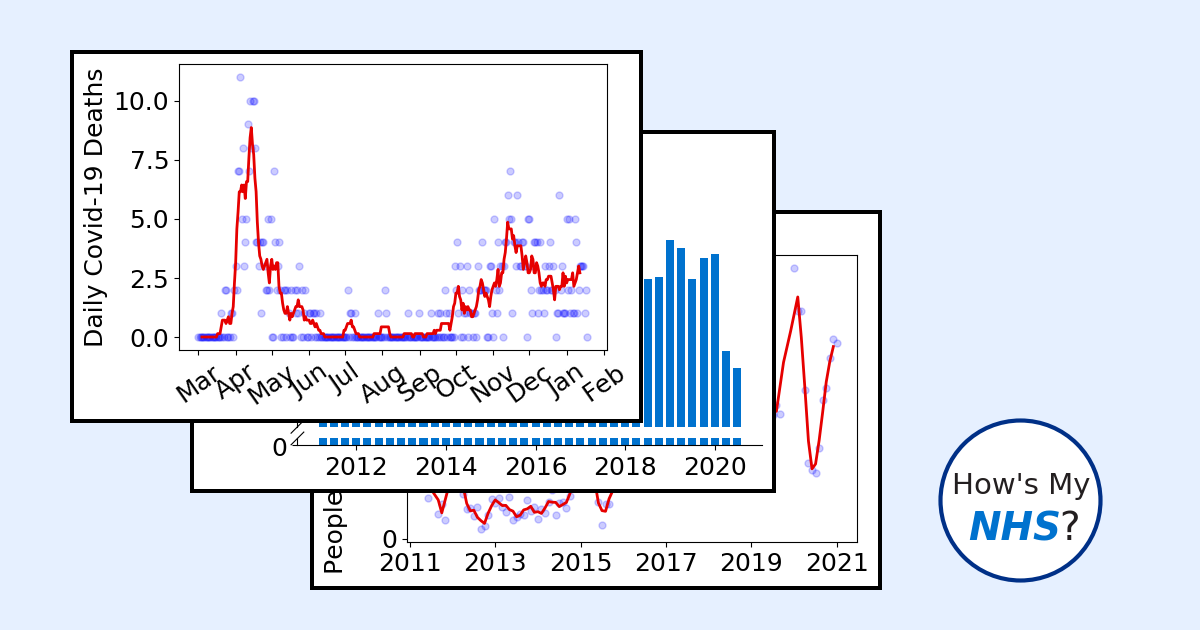 Daily Covid-19 Deaths
10.0
7.5
5.0
2.5
0.0
Mar Apr May Jun Jul Aug Sep Oct Nov Dec Jan Feb
0
2012 2014 2016 2018 2020
People
0
2011 2013 2015 2017 2019 2021
How's My
NHS?